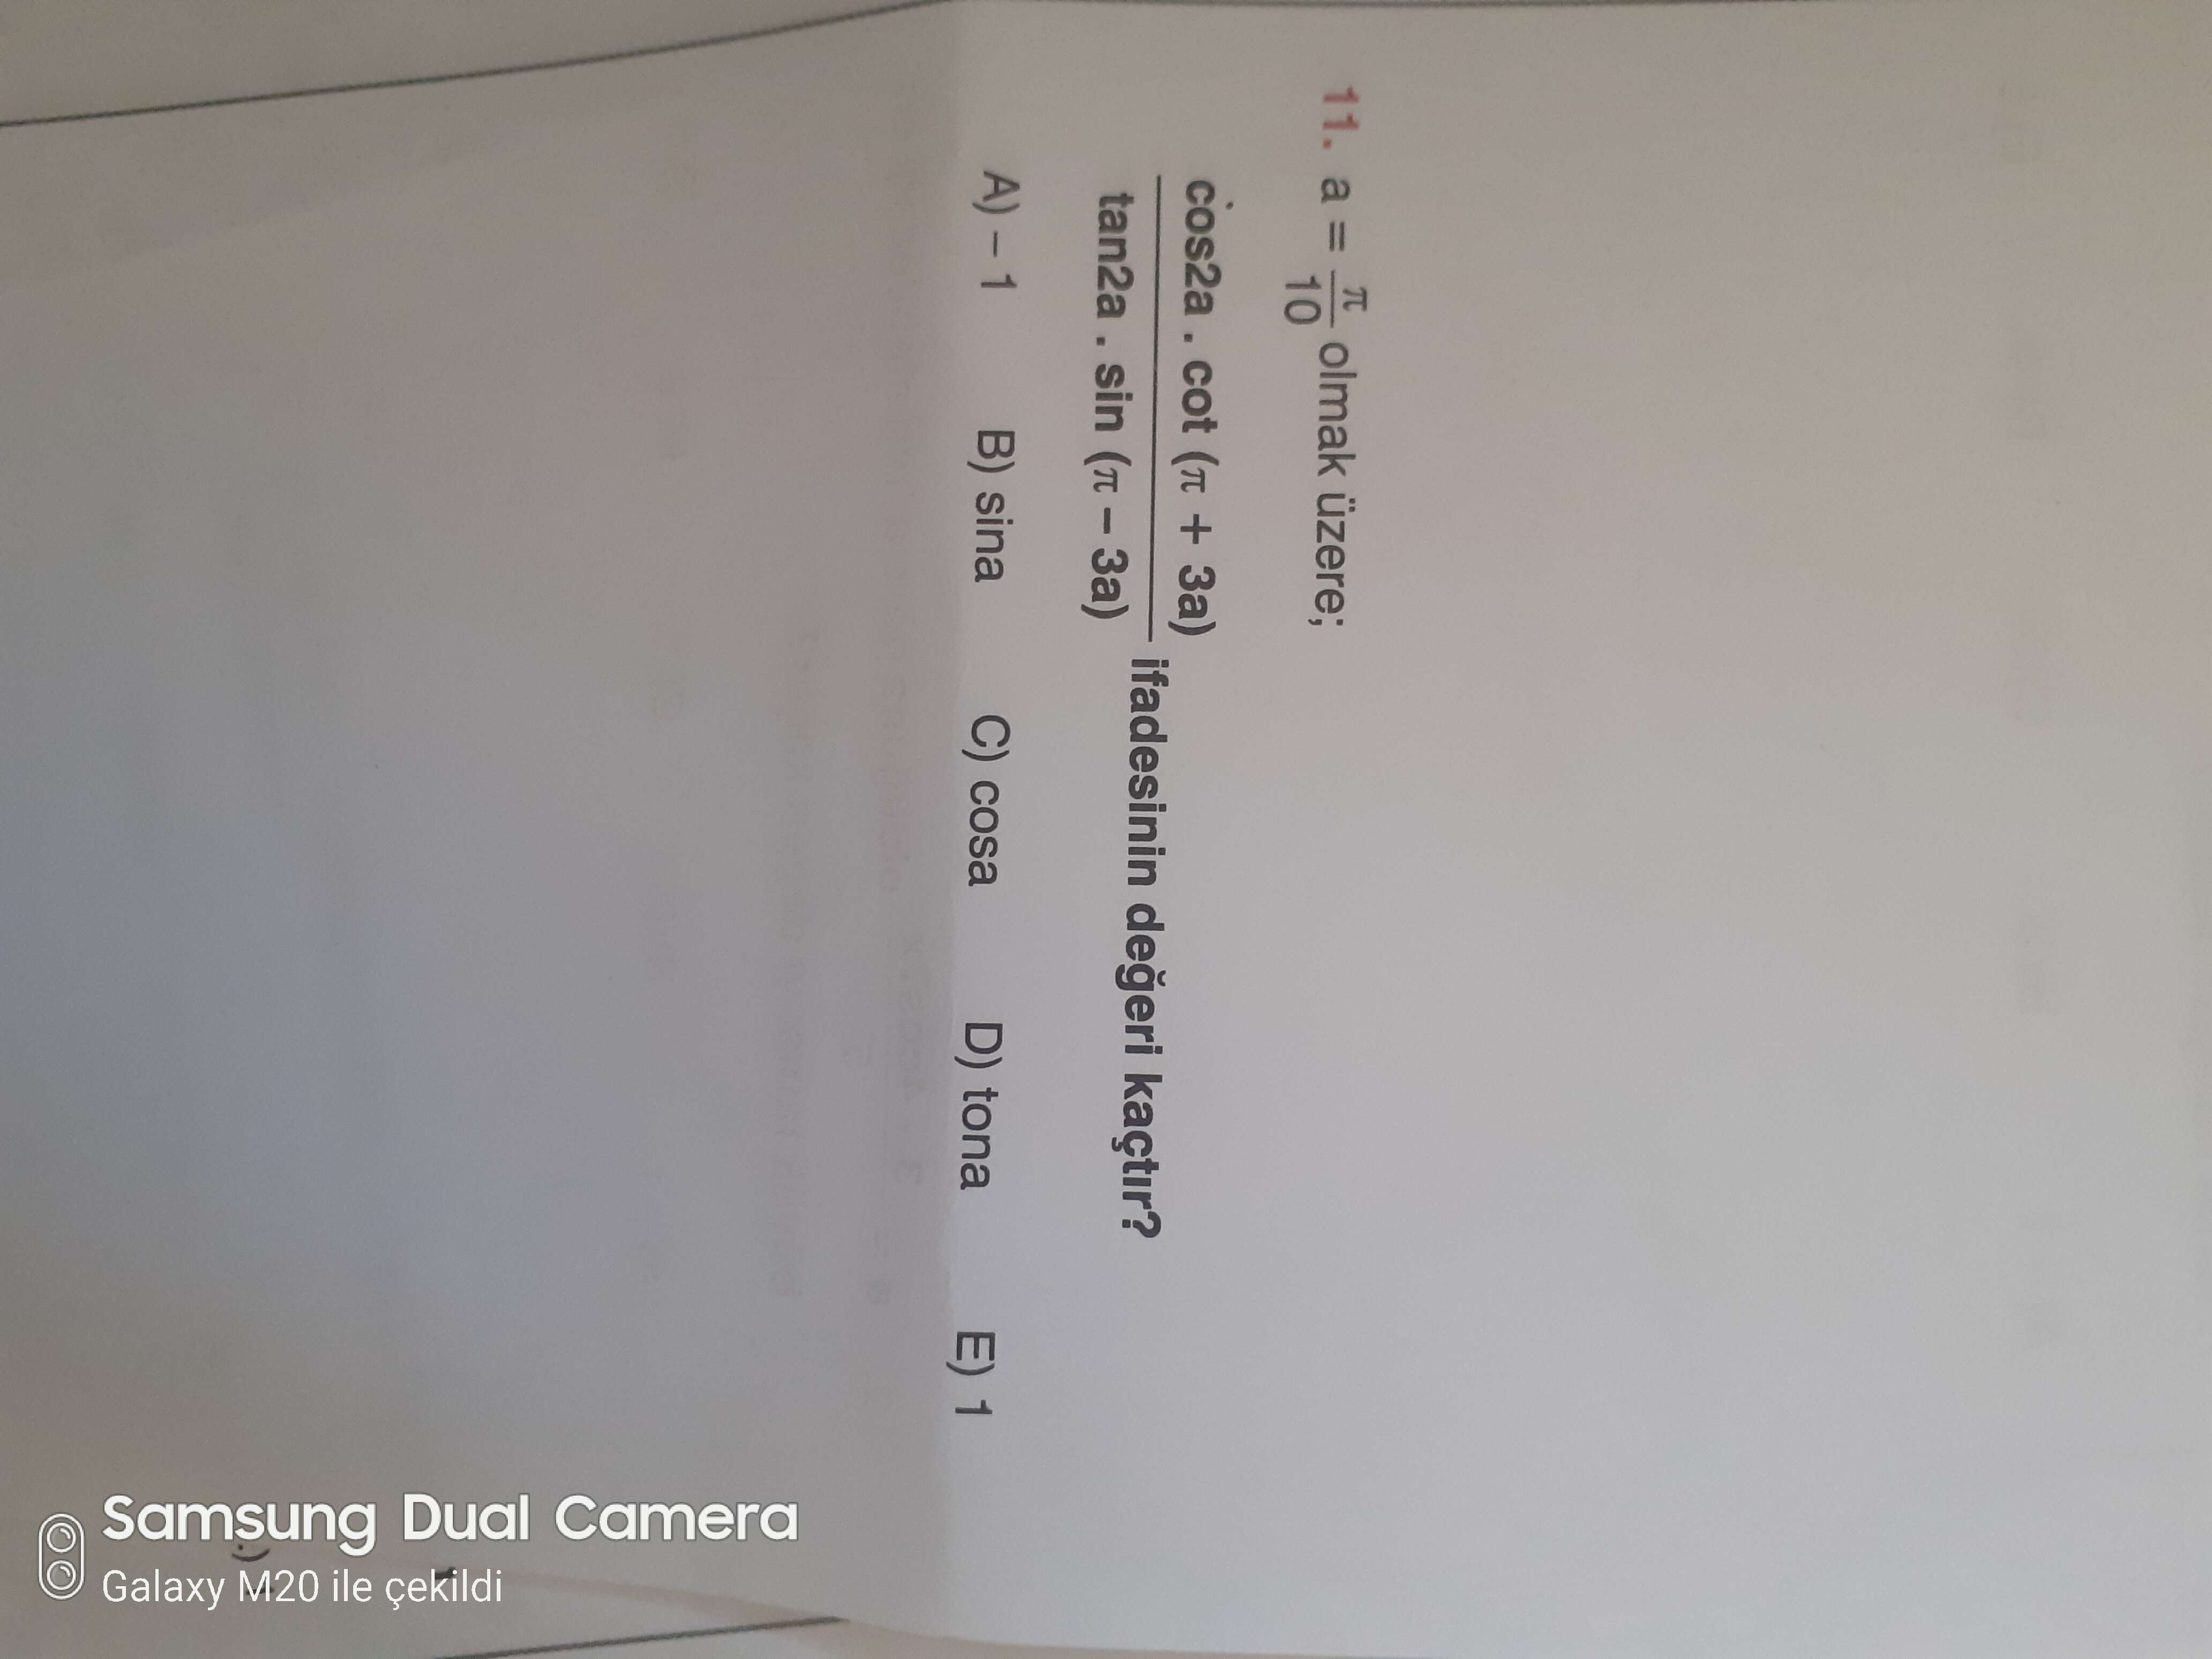 11. a = π/10 olmak üzere;
cos2a . cot (π + 3a)
tan2a . sin (π – 3a) ifadesinin değeri kaçtır?
A) – 1 B) sina C) cosa D) tona E) 1
Samsung Dual Camera
Galaxy M20 ile çekildi